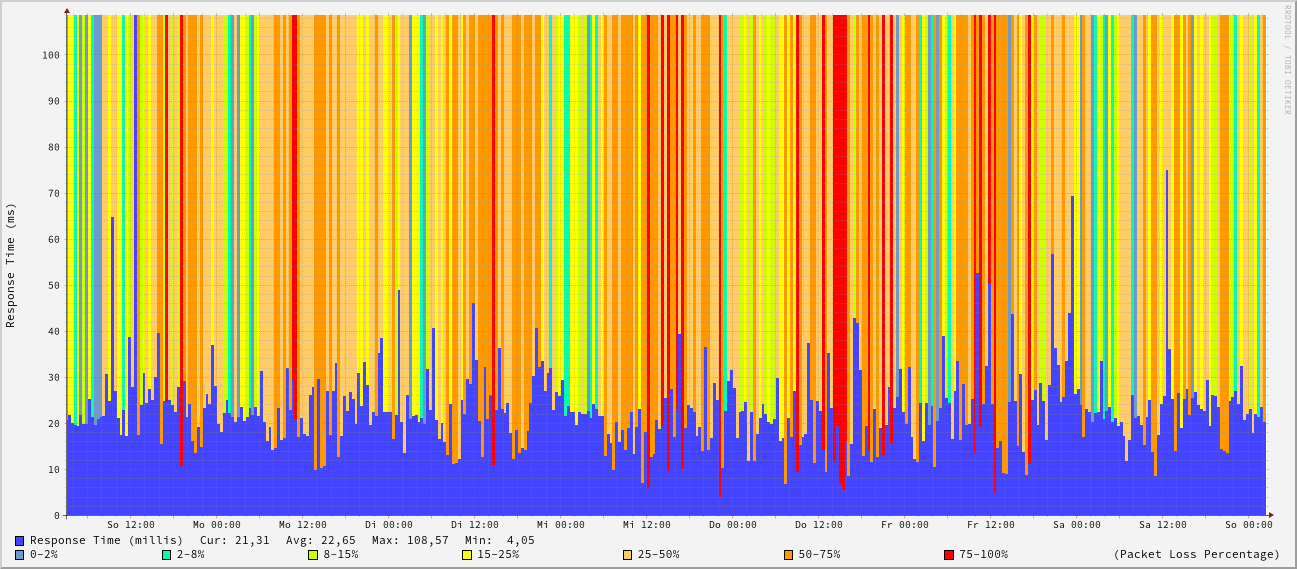 RRDTOOL / TOBI OETIKER
Response Time (ms)
100
90
80
70
60
50
40
30
20
10
0
So 12:00 Mo 00:00 Mo 12:00 Di 00:00 Di 12:00 Mi 00:00 Mi 12:00 Do 00:00 Do 12:00 Fr 00:00 Fr 12:00 Sa 00:00 Sa 12:00 So 00:00
Response Time (millis) Cur: 21,31 Avg: 22,65 Max: 108,57 Min: 4,05
0-2% 2-8% 8-15% 15-25% 25-50% 50-75% 75-100% (Packet Loss Percentage)